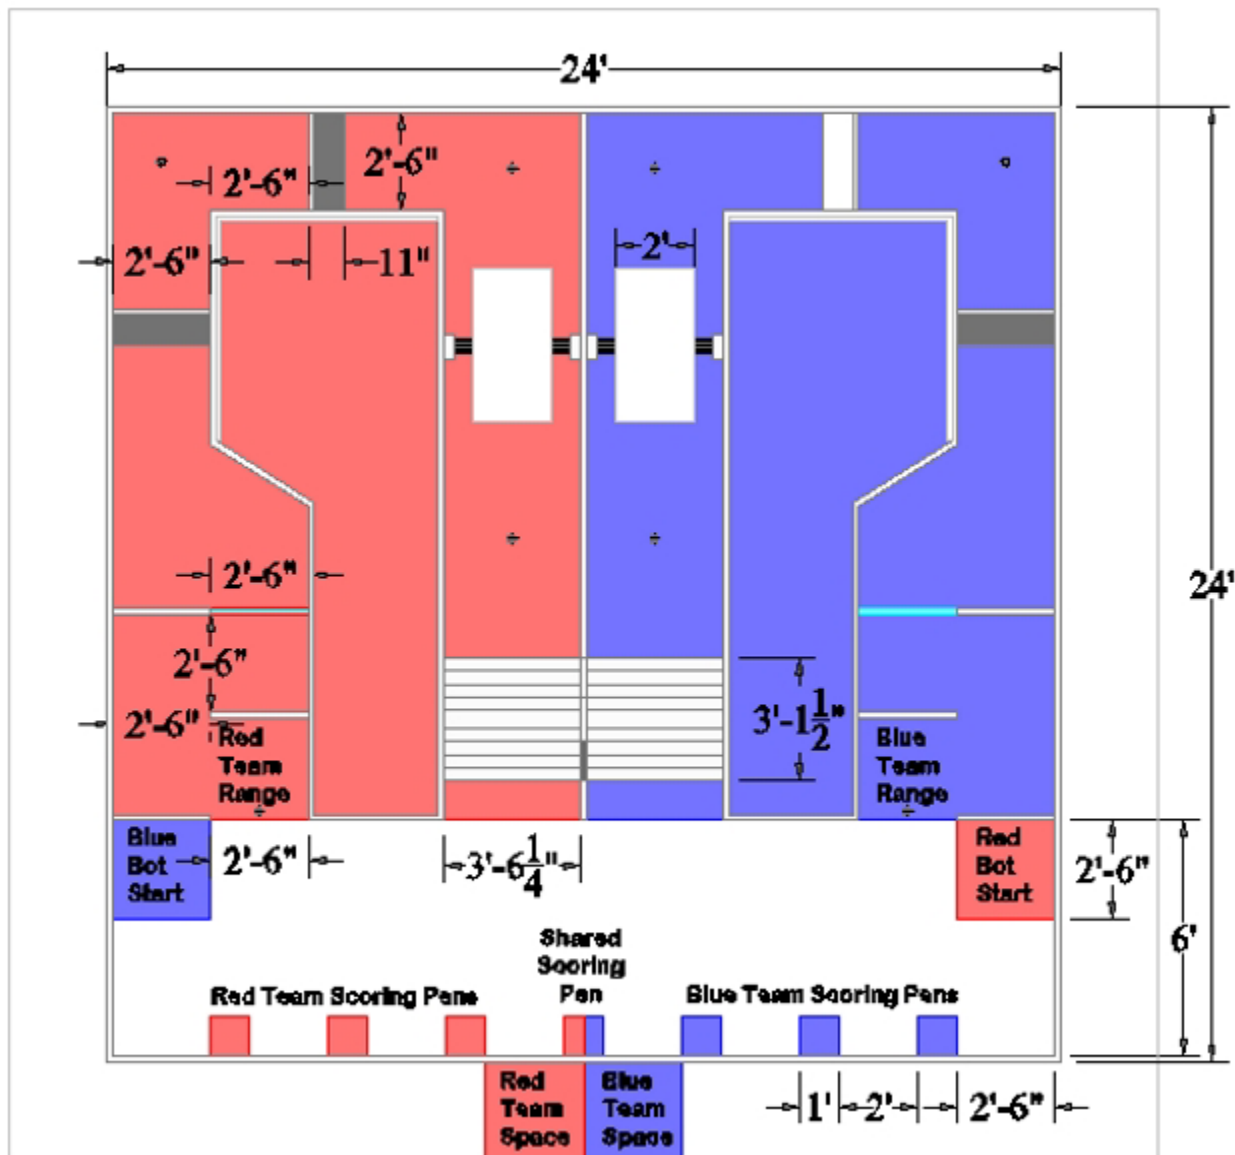 24'
2'-6"
2'-6"
2'-6"
11"
2'
2'-6"
24'
2'-6"
2'-6"
3'-1 1/2"
Red
Team
Range
Blue
Team
Range
Blue
Bot
Start
2'-6"
3'-6 1/4"
Red
Bot
Start
2'-6"
6'
Shared
Scoring
Pen
Red Team Scoring Pens
Blue Team Scoring Pens
Red
Team
Space
Blue
Team
Space
1'
2'
2'-6"